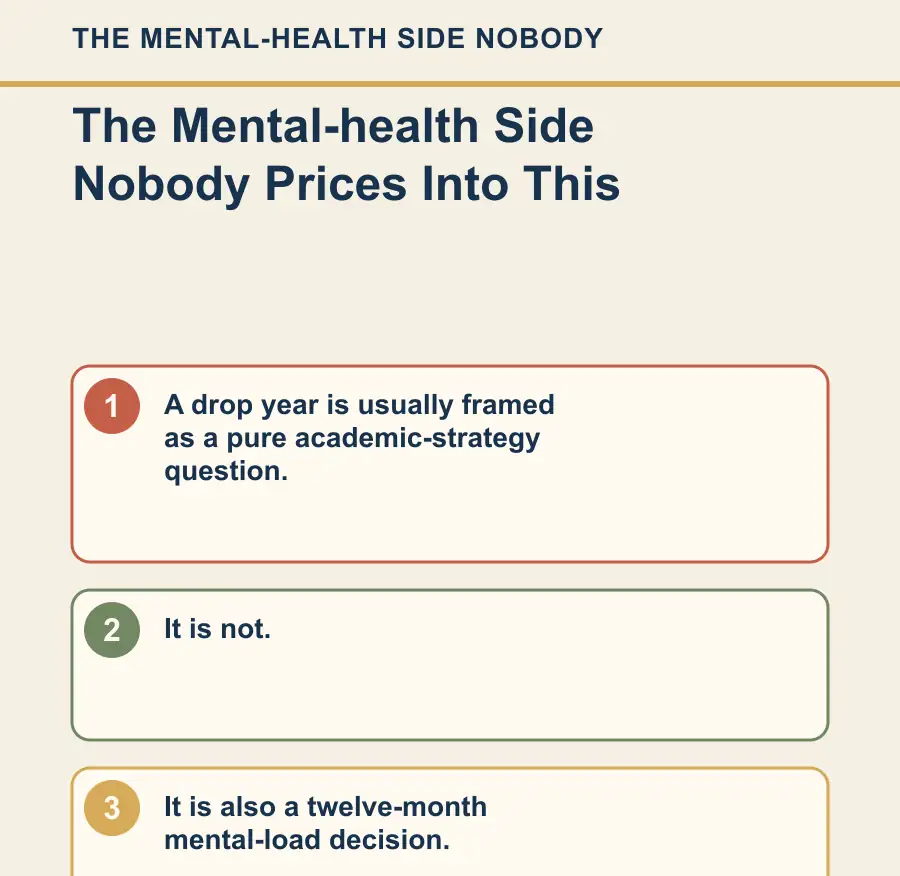 THE MENTAL-HEALTH SIDE NOBODY
The Mental-health Side
Nobody Prices Into This
1
A drop year is usually framed
as a pure academic-strategy
question.
2
It is not.
3
It is also a twelve-month
mental-load decision.